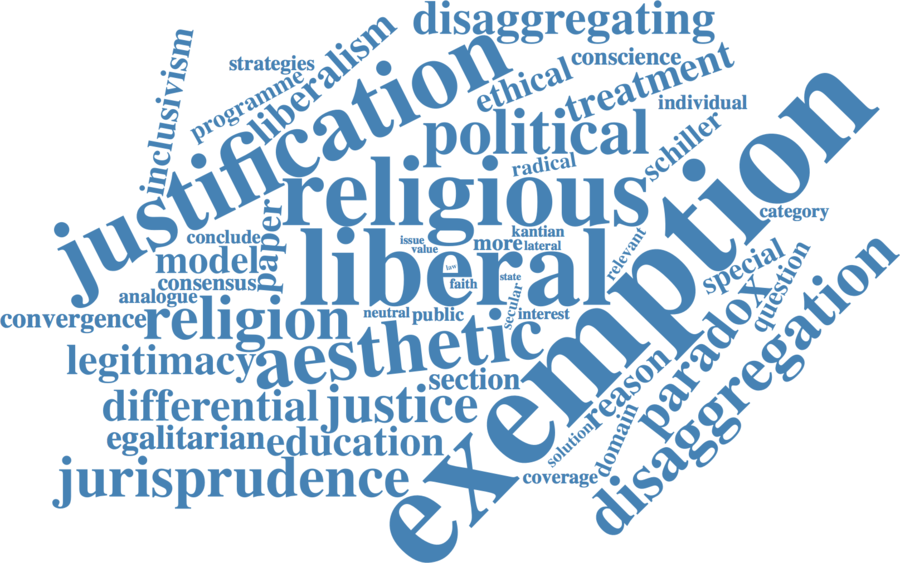 disaggregating
strategies
liberalism
conscience
inclusivism
programme
justification
ethical
treatment
individual
political
schiller
radical
religious
exemption
category
paper
conclude
kantian
issue
more
lateral
value
relevant
model
liberal
law
special
consensus
faith
state
question
analogue
secular
convergence
religion
neutral
public
interest
paradox
disaggregation
legitimacy
aesthetic
section
reason
differential
justice
egalitarian
education
solution
domain
jurisprudence
coverage